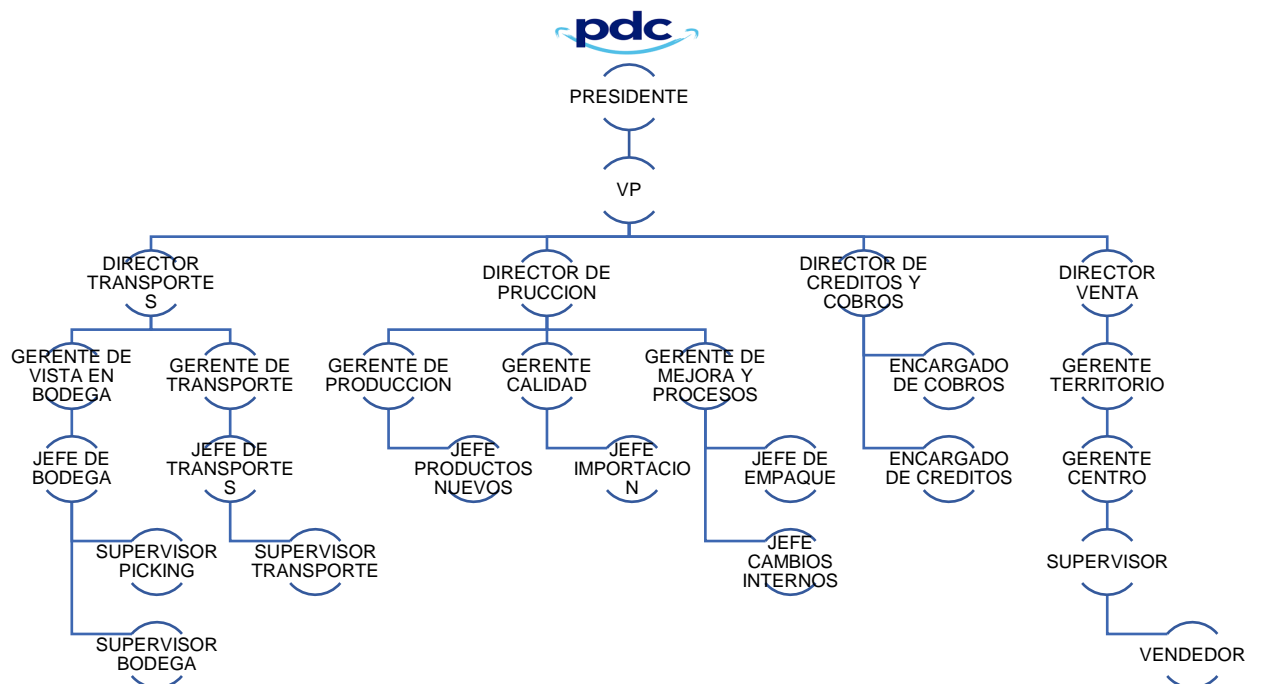 pdc
PRESIDENTE
VP
DIRECTOR
TRANSPORTE
S
DIRECTOR DE
PRUCCION
DIRECTOR DE
CREDITOS Y
COBROS
DIRECTOR
VENTA
GERENTE DE
VISTA EN
BODEGA
GERENTE DE
TRANSPORTE
GERENTE DE
PRODUCCION
GERENTE
CALIDAD
GERENTE DE
MEJORA Y
PROCESOS
ENCARGADO
DE COBROS
GERENTE
TERRITORIO
JEFE DE
BODEGA
JEFE DE
TRANSPORTE
S
JEFE
PRODUCTOS
NUEVOS
JEFE
IMPORTACIO
N
JEFE DE
EMPAQUE
ENCARGADO
DE CREDITOS
GERENTE
CENTRO
SUPERVISOR
PICKING
SUPERVISOR
TRANSPORTE
JEFE
CAMBIOS
INTERNOS
SUPERVISOR
SUPERVISOR
BODEGA
VENDEDOR